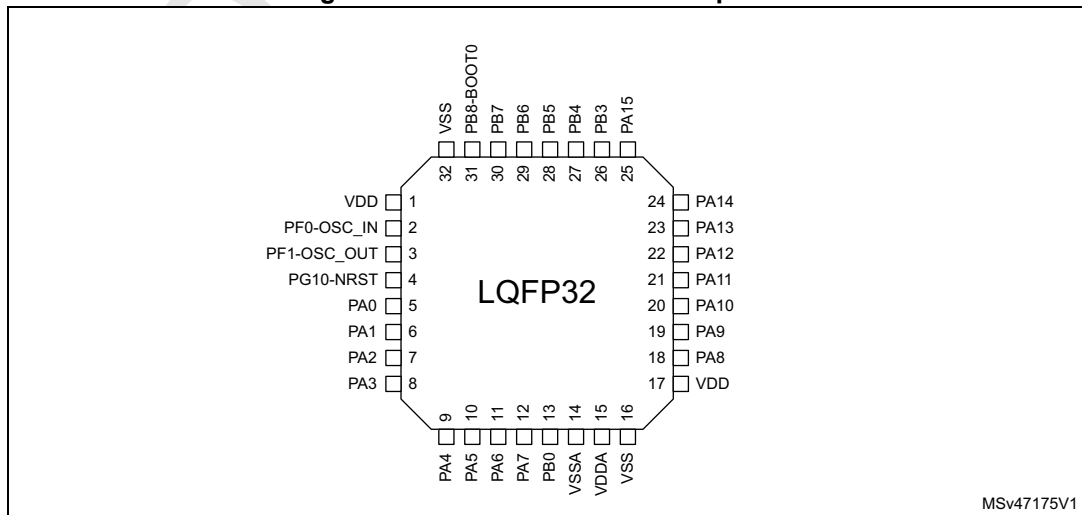 VSS
PB8-BOOT0
PB7
PB6
PB5
PB4
PB3
PA15
32
31
30
29
28
27
26
25
VDD 1
PF0-OSC_IN 2
PF1-OSC_OUT 3
PG10-NRST 4
PA0 5
PA1 6
PA2 7
PA3 8
LQFP32
24 PA14
23 PA13
22 PA12
21 PA11
20 PA10
19 PA9
18 PA8
17 VDD
9
10
11
12
13
14
15
16
PA4
PA5
PA6
PA7
PB0
VSSA
VDDA
VSS
MSv47175V1